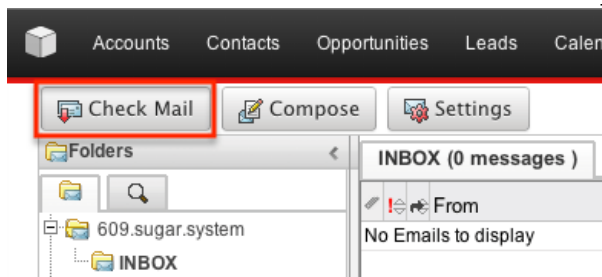 Accounts Contacts Opportunities Leads
Check Mail Compose Settings
Folders INBOX (0 messages )
! From
609.sugar.system No Emails to display
INBOX